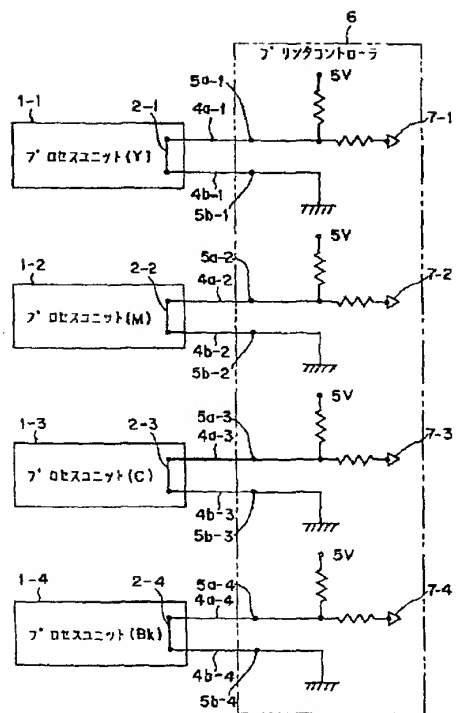 6
プリンタコントローラ
5V
5a-1
4a-1
7-1
1-1
2-1
プロセスユニット(Y)
4b-1
5b-1
5V
5a-2
4a-2
7-2
1-2
2-2
プロセスユニット(M)
4b-2
5b-2
5V
5a-3
4a-3
7-3
1-3
2-3
プロセスユニット(C)
4b-3
5b-3
5V
5a-4
4a-4
7-4
1-4
2-4
プロセスユニット(Bk)
4b-4
5b-4